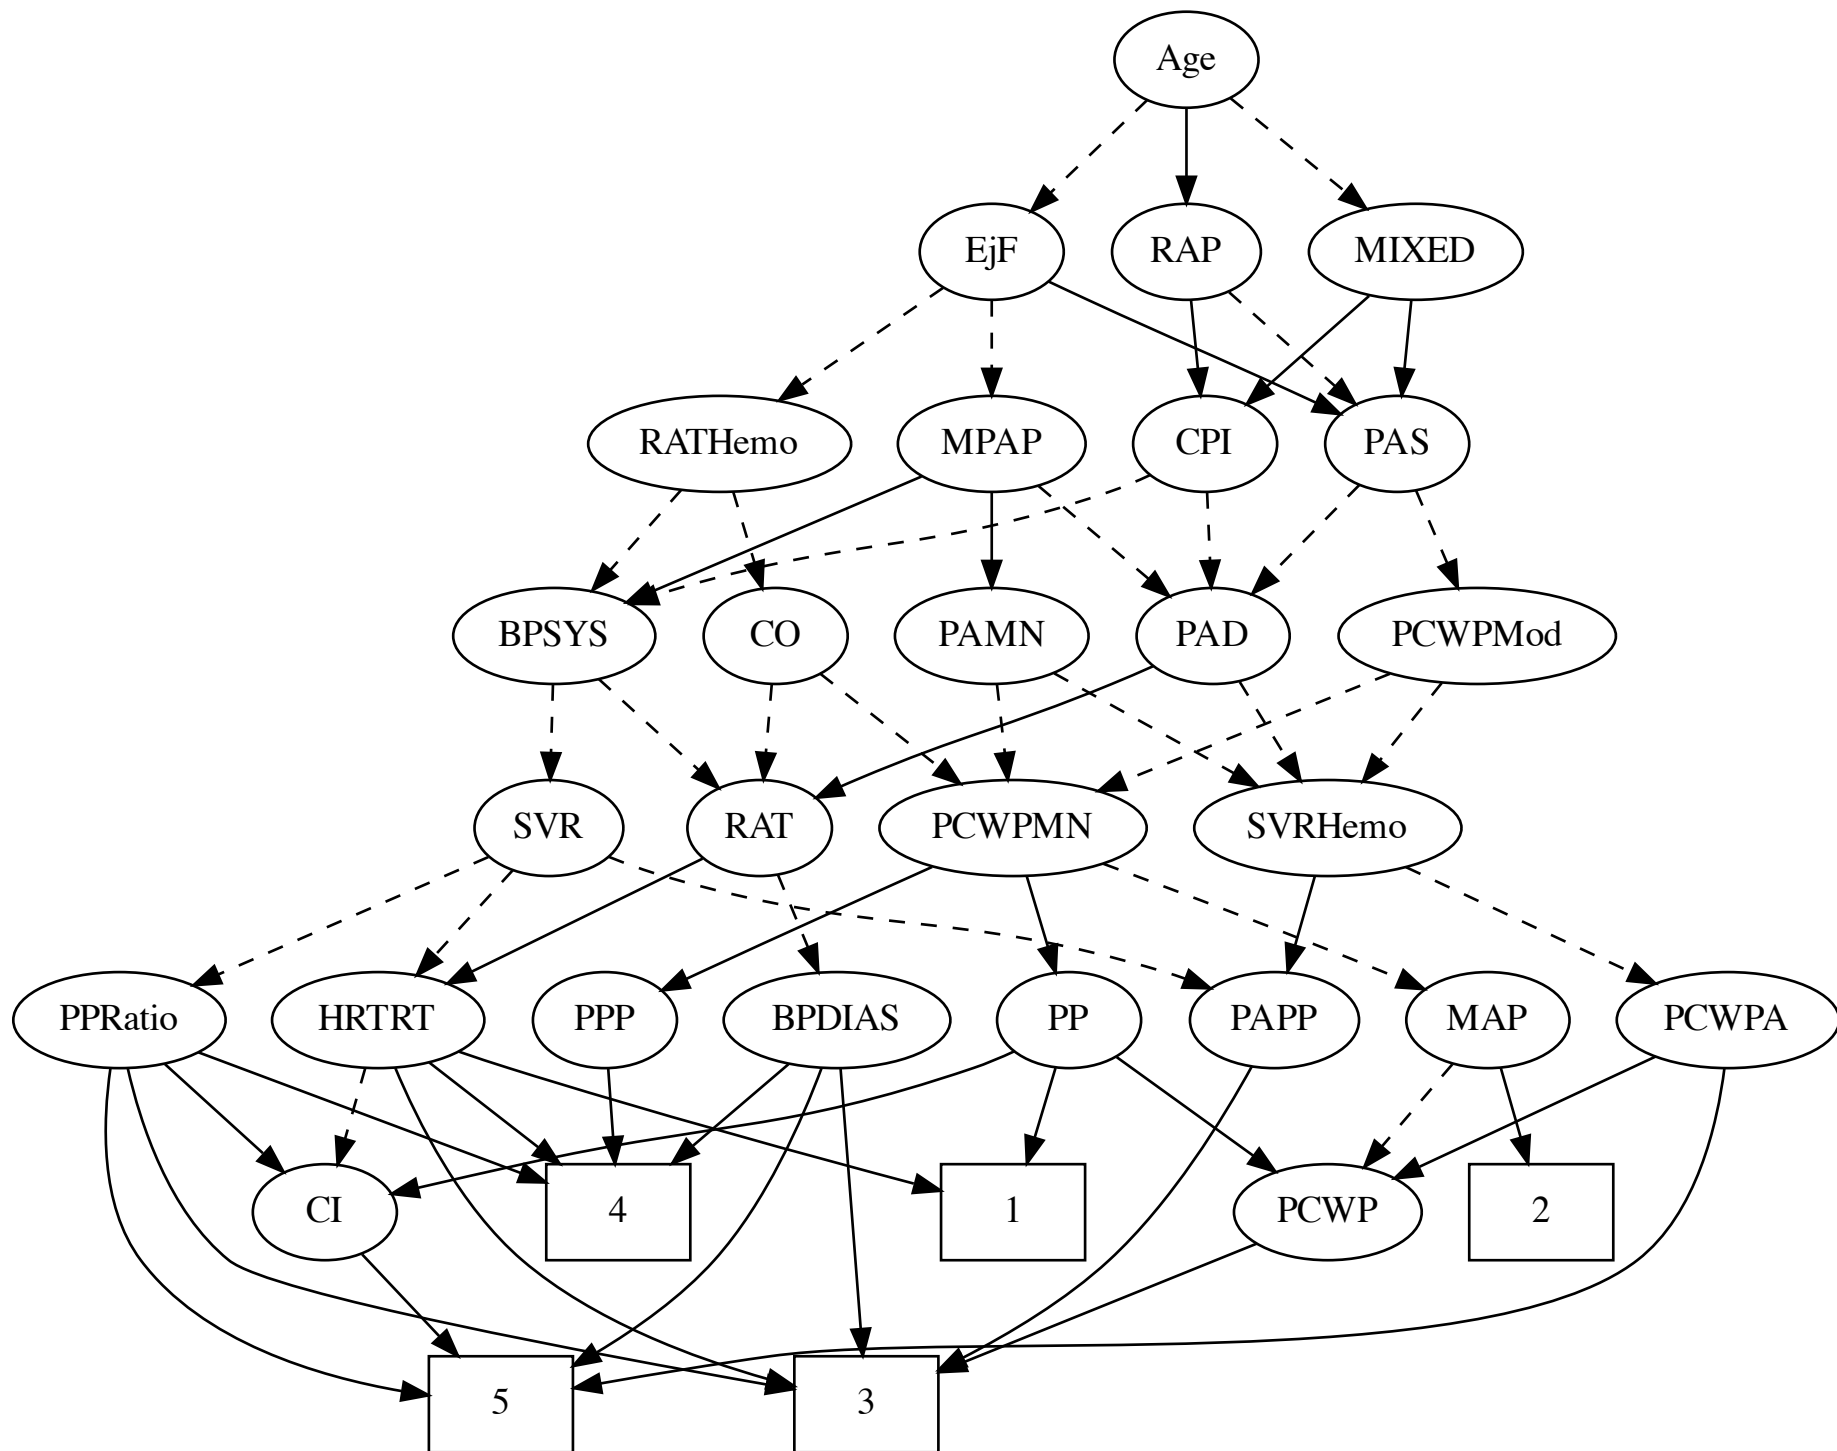 Age
EjF RAP MIXED
RATHemo MPAP CPI PAS
BPSYS CO PAMN PAD PCWPMod
SVR RAT PCWPMN SVRHemo
PPRatio HRTRT PPP BPDIAS PP PAPP MAP PCWPA
CI 4 1 PCWP 2
5 3